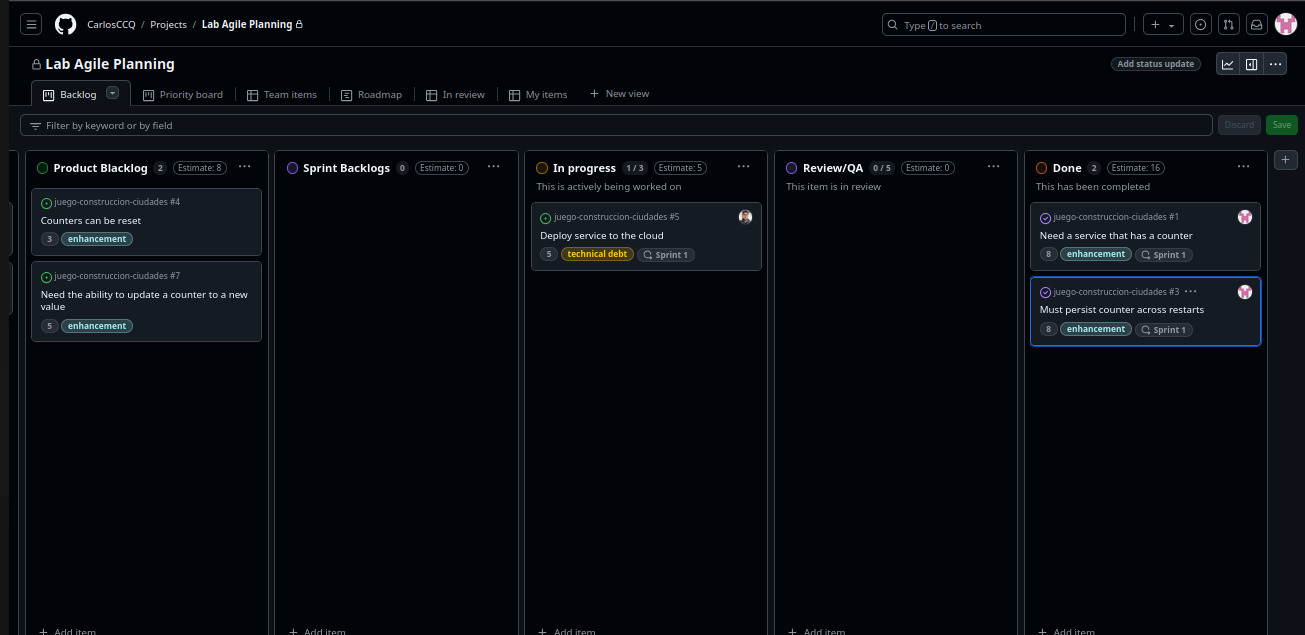 CarlosCCQ / Projects / Lab Agile Planning
Type / to search
Lab Agile Planning
Add status update
Backlog
Priority board
Team items
Roadmap
In review
My items
New view
Filter by keyword or by field
Discard
Save
Product Blacklog 2 Estimate: 8
juego-construccion-ciudades #4
Counters can be reset
3 enhancement
juego-construccion-ciudades #7
Need the ability to update a counter to a new
value
5 enhancement
Add item
Sprint Backlogs 0 Estimate: 0
Add item
In progress 1 / 3 Estimate: 5
This is actively being worked on
juego-construccion-ciudades #5
Deploy service to the cloud
5 technical debt Sprint 1
Add item
Review/QA 0 / 5 Estimate: 0
This item is in review
Add item
Done 2 Estimate: 16
This has been completed
juego-construccion-ciudades #1
Need a service that has a counter
8 enhancement Sprint 1
juego-construccion-ciudades #3
Must persist counter across restarts
8 enhancement Sprint 1
Add item